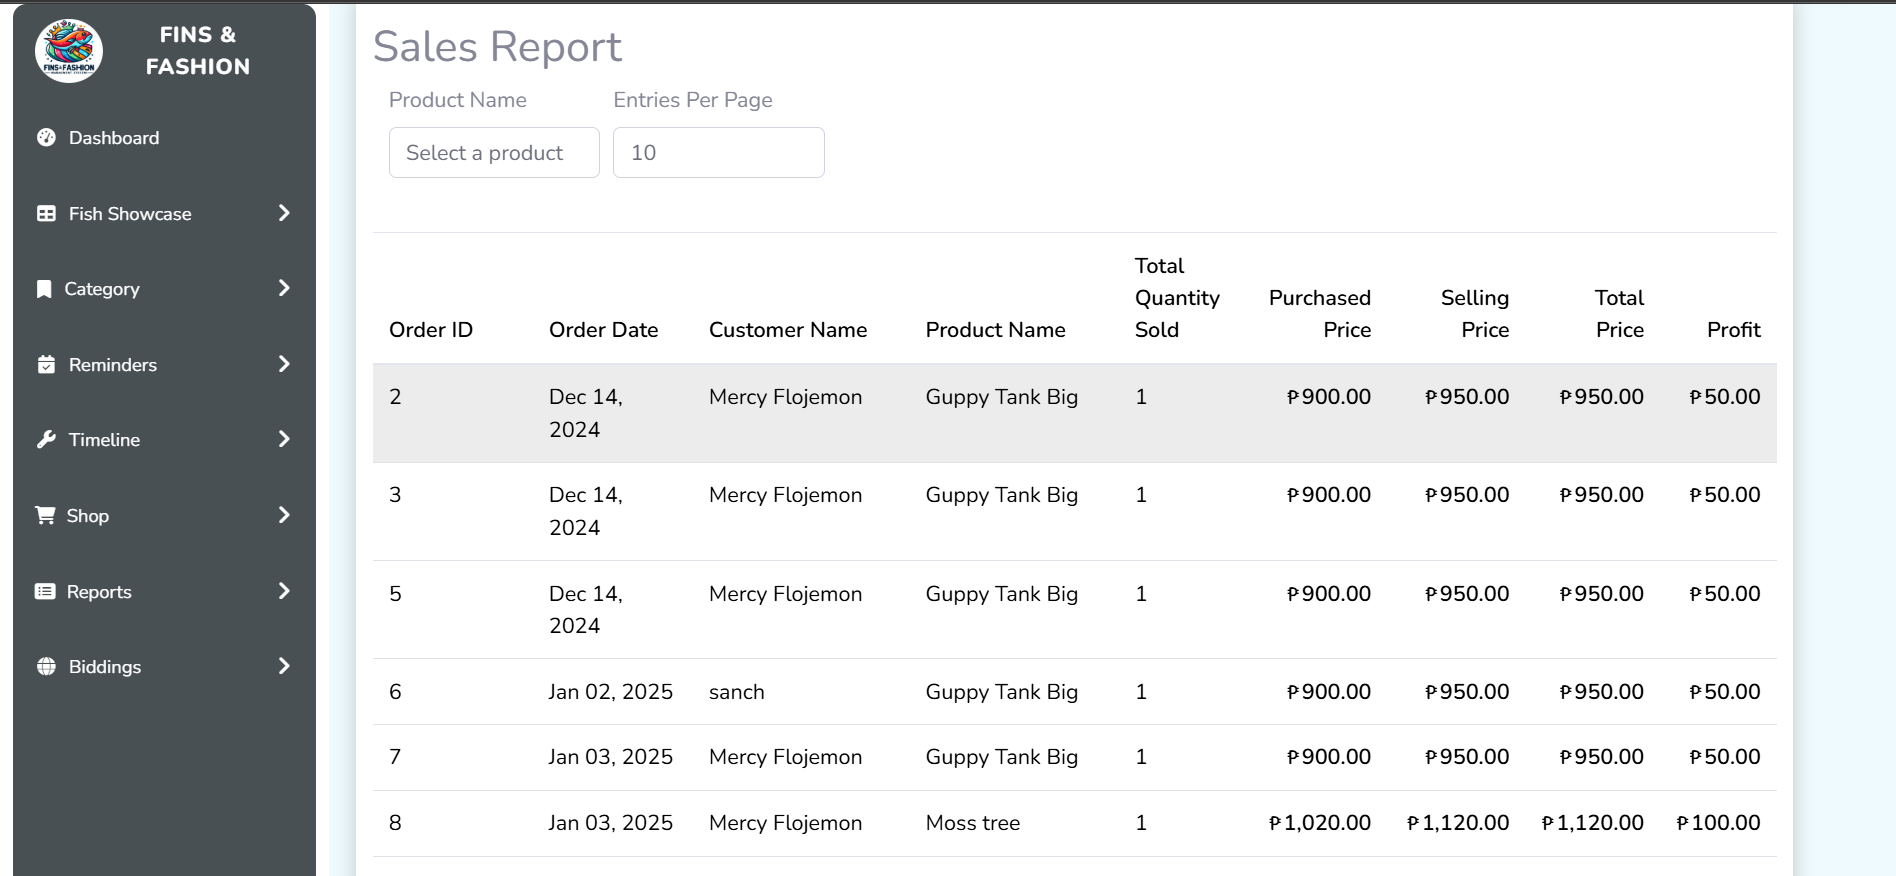 FINS &
FASHION
FINS&FASHION
Dashboard
Fish Showcase
Category
Reminders
Timeline
Shop
Reports
Biddings
Sales Report
Product Name Entries Per Page
Select a product 10
Total
Quantity Purchased Selling Total
Order ID Order Date Customer Name Product Name Sold Price Price Price Profit
2 Dec 14, Mercy Flojemon Guppy Tank Big 1 ₱900.00 ₱950.00 ₱950.00 ₱50.00
2024
3 Dec 14, Mercy Flojemon Guppy Tank Big 1 ₱900.00 ₱950.00 ₱950.00 ₱50.00
2024
5 Dec 14, Mercy Flojemon Guppy Tank Big 1 ₱900.00 ₱950.00 ₱950.00 ₱50.00
2024
6 Jan 02, 2025 sanch Guppy Tank Big 1 ₱900.00 ₱950.00 ₱950.00 ₱50.00
7 Jan 03, 2025 Mercy Flojemon Guppy Tank Big 1 ₱900.00 ₱950.00 ₱950.00 ₱50.00
8 Jan 03, 2025 Mercy Flojemon Moss tree 1 ₱1,020.00 ₱1,120.00 ₱1,120.00 ₱100.00